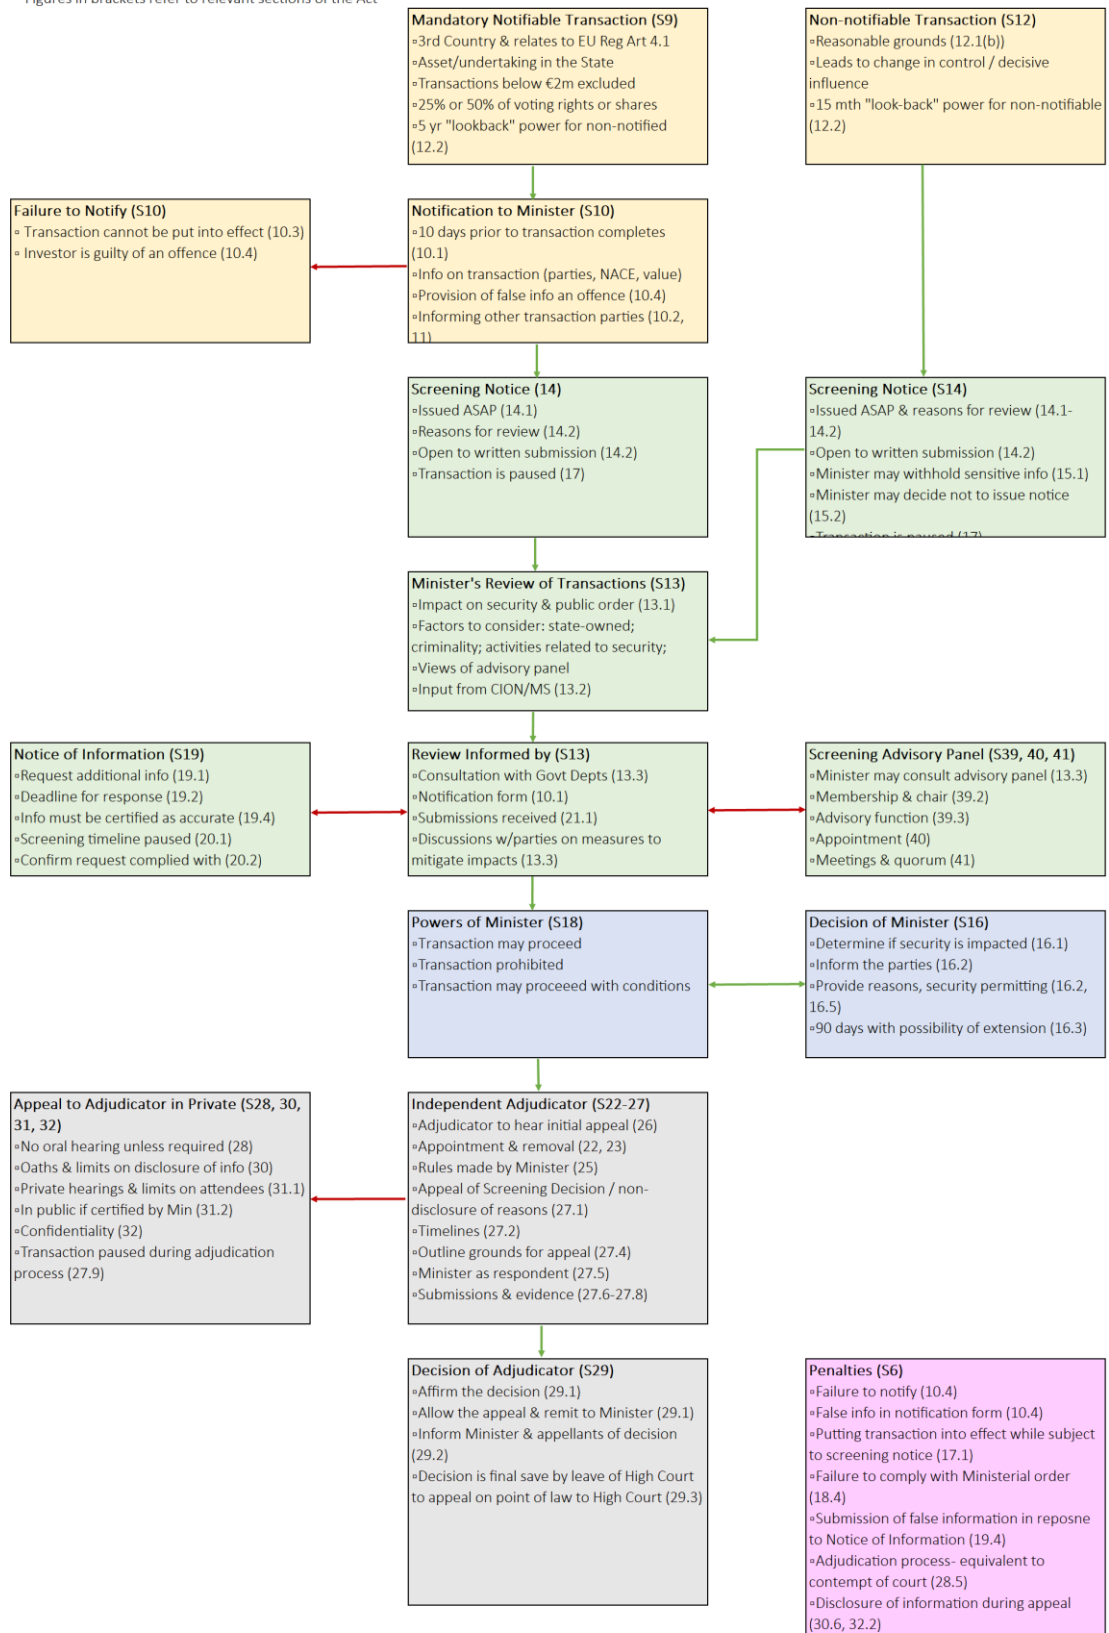 Figures in brackets refer to relevant sections of the Act
Mandatory Notifiable Transaction (S9)
▫3rd Country & relates to EU Reg Art 4.1
▫Asset/undertaking in the State
▫Transactions below €2m excluded
▫25% or 50% of voting rights or shares
▫5 yr "lookback" power for non-notified
(12.2)
Non-notifiable Transaction (S12)
▫Reasonable grounds (12.1(b))
▫Leads to change in control / decisive
influence
▫15 mth "look-back" power for non-notifiable
(12.2)
Failure to Notify (S10)
▫ Transaction cannot be put into effect (10.3)
▫ Investor is guilty of an offence (10.4)
Notification to Minister (S10)
▫10 days prior to transaction completes
(10.1)
▫Info on transaction (parties, NACE, value)
▫Provision of false info an offence (10.4)
▫Informing other transaction parties (10.2,
11)
Screening Notice (14)
▫Issued ASAP (14.1)
▫Reasons for review (14.2)
▫Open to written submission (14.2)
▫Transaction is paused (17)
Screening Notice (S14)
▫Issued ASAP & reasons for review (14.1-
14.2)
▫Open to written submission (14.2)
▫Minister may withhold sensitive info (15.1)
▫Minister may decide not to issue notice
(15.2)
▫Transaction is paused (17)
Minister's Review of Transactions (S13)
▫Impact on security & public order (13.1)
▫Factors to consider: state-owned;
criminality; activities related to security;
▫Views of advisory panel
▫Input from CION/MS (13.2)
Notice of Information (S19)
▫Request additional info (19.1)
▫Deadline for response (19.2)
▫Info must be certified as accurate (19.4)
▫Screening timeline paused (20.1)
▫Confirm request complied with (20.2)
Review Informed by (S13)
▫Consultation with Govt Depts (13.3)
▫Notification form (10.1)
▫Submissions received (21.1)
▫Discussions w/parties on measures to
mitigate impacts (13.3)
Screening Advisory Panel (S39, 40, 41)
▫Minister may consult advisory panel (13.3)
▫Membership & chair (39.2)
▫Advisory function (39.3)
▫Appointment (40)
▫Meetings & quorum (41)
Powers of Minister (S18)
▫Transaction may proceed
▫Transaction prohibited
▫Transaction may proceeed with conditions
Decision of Minister (S16)
▫Determine if security is impacted (16.1)
▫Inform the parties (16.2)
▫Provide reasons, security permitting (16.2,
16.5)
▫90 days with possibility of extension (16.3)
Appeal to Adjudicator in Private (S28, 30,
31, 32)
▫No oral hearing unless required (28)
▫Oaths & limits on disclosure of info (30)
▫Private hearings & limits on attendees (31.1)
▫In public if certified by Min (31.2)
▫Confidentiality (32)
▫Transaction paused during adjudication
process (27.9)
Independent Adjudicator (S22-27)
▫Adjudicator to hear initial appeal (26)
▫Appointment & removal (22, 23)
▫Rules made by Minister (25)
▫Appeal of Screening Decision / non-
disclosure of reasons (27.1)
▫Timelines (27.2)
▫Outline grounds for appeal (27.4)
▫Minister as respondent (27.5)
▫Submissions & evidence (27.6-27.8)
Decision of Adjudicator (S29)
▫Affirm the decision (29.1)
▫Allow the appeal & remit to Minister (29.1)
▫Inform Minister & appellants of decision
(29.2)
▫Decision is final save by leave of High Court
to appeal on point of law to High Court (29.3)
Penalties (S6)
▫Failure to notify (10.4)
▫False info in notification form (10.4)
▫Putting transaction into effect while subject
to screening notice (17.1)
▫Failure to comply with Ministerial order
(18.4)
▫Submission of false information in reposne
to Notice of Information (19.4)
▫Adjudication process- equivalent to
contempt of court (28.5)
▫Disclosure of information during appeal
(30.6, 32.2)